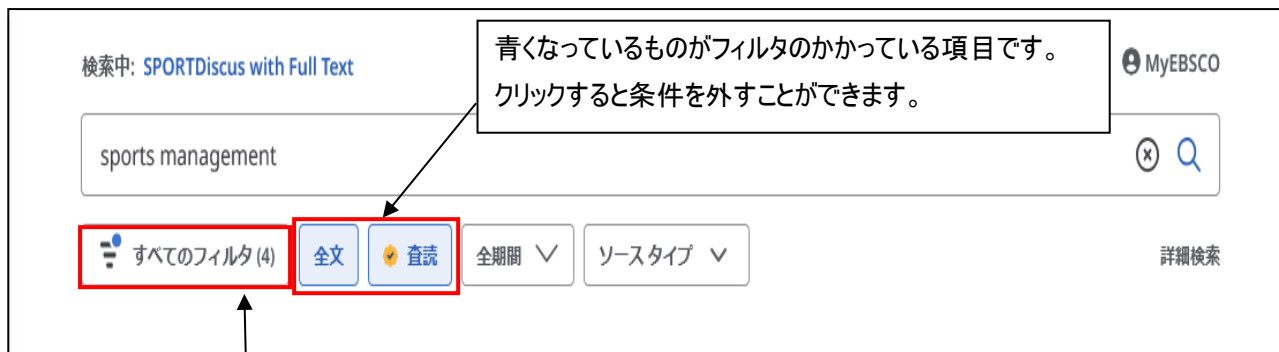 青くなっているものがフィルタのかかっている項目です。
クリックすると条件を外すことができます。
検索中: SPORTDiscus with Full Text
MyEBSCO
sports management
すべてのフィルタ (4) 全文 査読 全期間 ソース タイプ 詳細検索